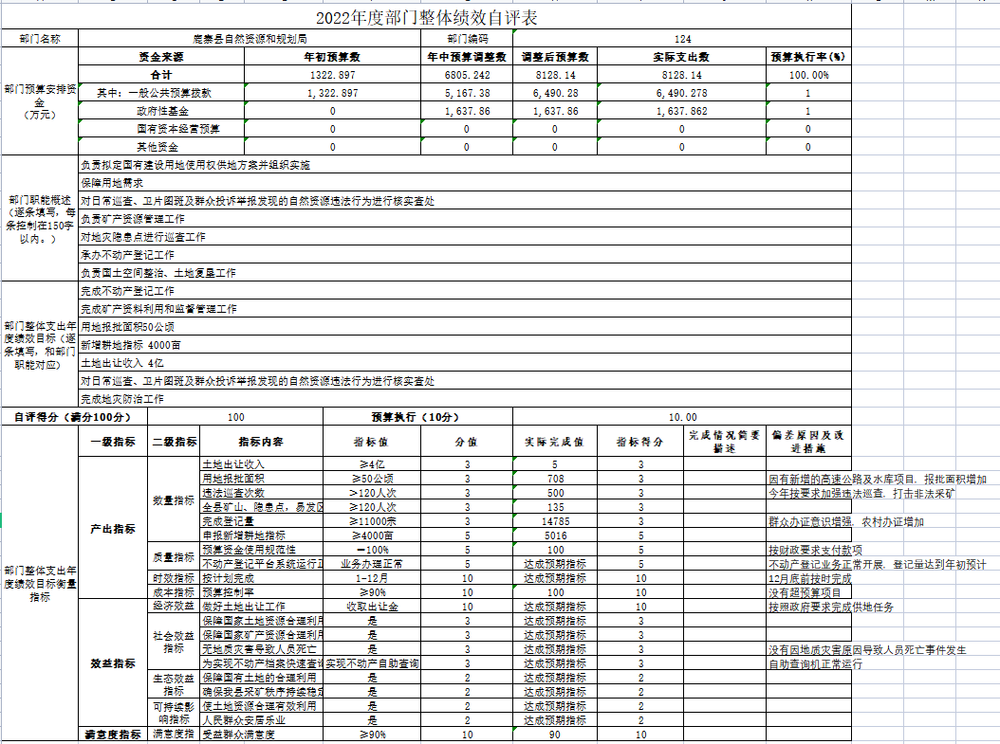 2022年度部门整体绩效自评表
部门名称 鹿寨县自然资源和规划局 部门编码 124
部门预算安排资金（万元） 资金来源 年初预算数 年中预算调整数 调整后预算数 实际支出数 预算执行率(%)
合计 1322.897 6805.242 8128.14 8128.14 100.00%
其中：一般公共预算拨款 1,322.897 5,167.38 6,490.28 6,490.278 1
政府性基金 0 1,637.86 1,637.86 1,637.862 1
国有资本经营预算 0 0 0 0 0
其他资金 0 0 0 0 0
部门职能概述（逐条填写，每条控制在150字以内。）
负责拟定国有建设用地使用权供地方案并组织实施
保障用地需求
对日常巡查、卫片图斑及群众投诉举报发现的自然资源违法行为进行核实查处
负责矿产资源管理工作
对地灾隐患点进行巡查工作
承办不动产登记工作
负责国土空间整治、土地复垦工作
部门整体支出年度绩效目标（逐条填写，和部门职能对应）
完成不动产登记工作
完成矿产资料利用和监督管理工作
用地报批面积50公顷
新增耕地指标 4000亩
土地出让收入 4亿
对日常巡查、卫片图斑及群众投诉举报发现的自然资源违法行为进行核实查处
完成地灾防治工作
自评得分（满分100分） 100 预算执行（10分） 10.00
部门整体支出年度绩效目标衡量指标
一级指标 二级指标 指标内容 指标值 分值 实际完成值 指标得分 完成情况简要描述 偏差原因及改进措施
产出指标 数量指标 土地出让收入 ≥4亿 3 5 3
用地报批面积 ≥50公顷 3 708 3 因有新增的高速公路及水库项目，报批面积增加
违法巡查次数 >120人次 3 500 3 今年按要求加强违法巡查，打击非法采矿
全县矿山、隐患点，易发区 ≥120人次 3 135 3
完成登记量 ≥11000宗 3 14785 3 群众办证意识增强，农村办证增加
申报新增耕地指标 ≥4000亩 5 5016 5
质量指标 预算资金使用规范性 =100% 5 100 5 按财政要求支付款项
不动产登记平台系统运行正 业务办理正常 5 达成预期指标 5 不动产登记业务正常开展，登记量达到年初预计
时效指标 按计划完成 1-12月 10 达成预期指标 10 12月底前按时完成
成本指标 预算控制率 ≥90% 10 100 10 没有超预算项目
效益指标 经济效益 做好土地出让工作 收取出让金 10 达成预期指标 10 按照政府要求完成供地任务
社会效益指标 保障国家土地资源合理利用 是 3 达成预期指标 3
保障国家矿产资源合理利用 是 3 达成预期指标 3
无地质灾害导致人员死亡 是 3 达成预期指标 3 没有因地质灾害原因导致人员死亡事件发生
为实现不动产档案快速查询 实现不动产自助查询 3 达成预期指标 3 自助查询机正常运行
生态效益指标 保障国有土地的合理利用 是 2 达成预期指标 2
确保我县采矿秩序持续稳定 是 2 达成预期指标 2
可持续影响指标 使土地资源合理有效利用 是 2 达成预期指标 2
人民群众安居乐业 是 2 达成预期指标 2
满意度指标 满意度指 受益群众满意度 ≥90% 10 90 10